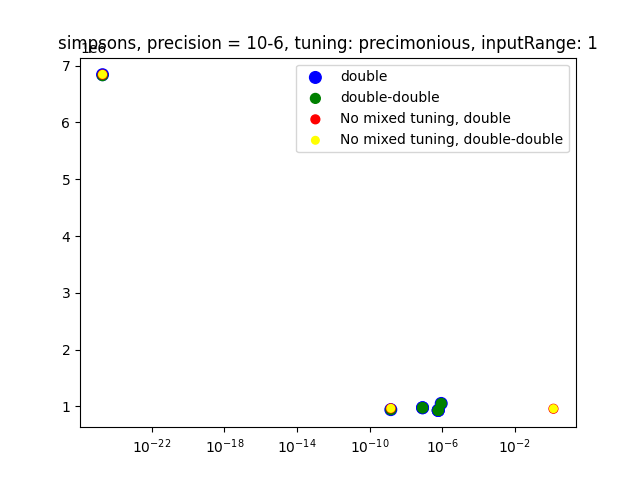 simpsons, precision = 10-6, tuning: precimonious, inputRange: 1
1e6
7
6
5
4
3
2
1
double
double-double
No mixed tuning, double
No mixed tuning, double-double
10^-22
10^-18
10^-14
10^-10
10^-6
10^-2